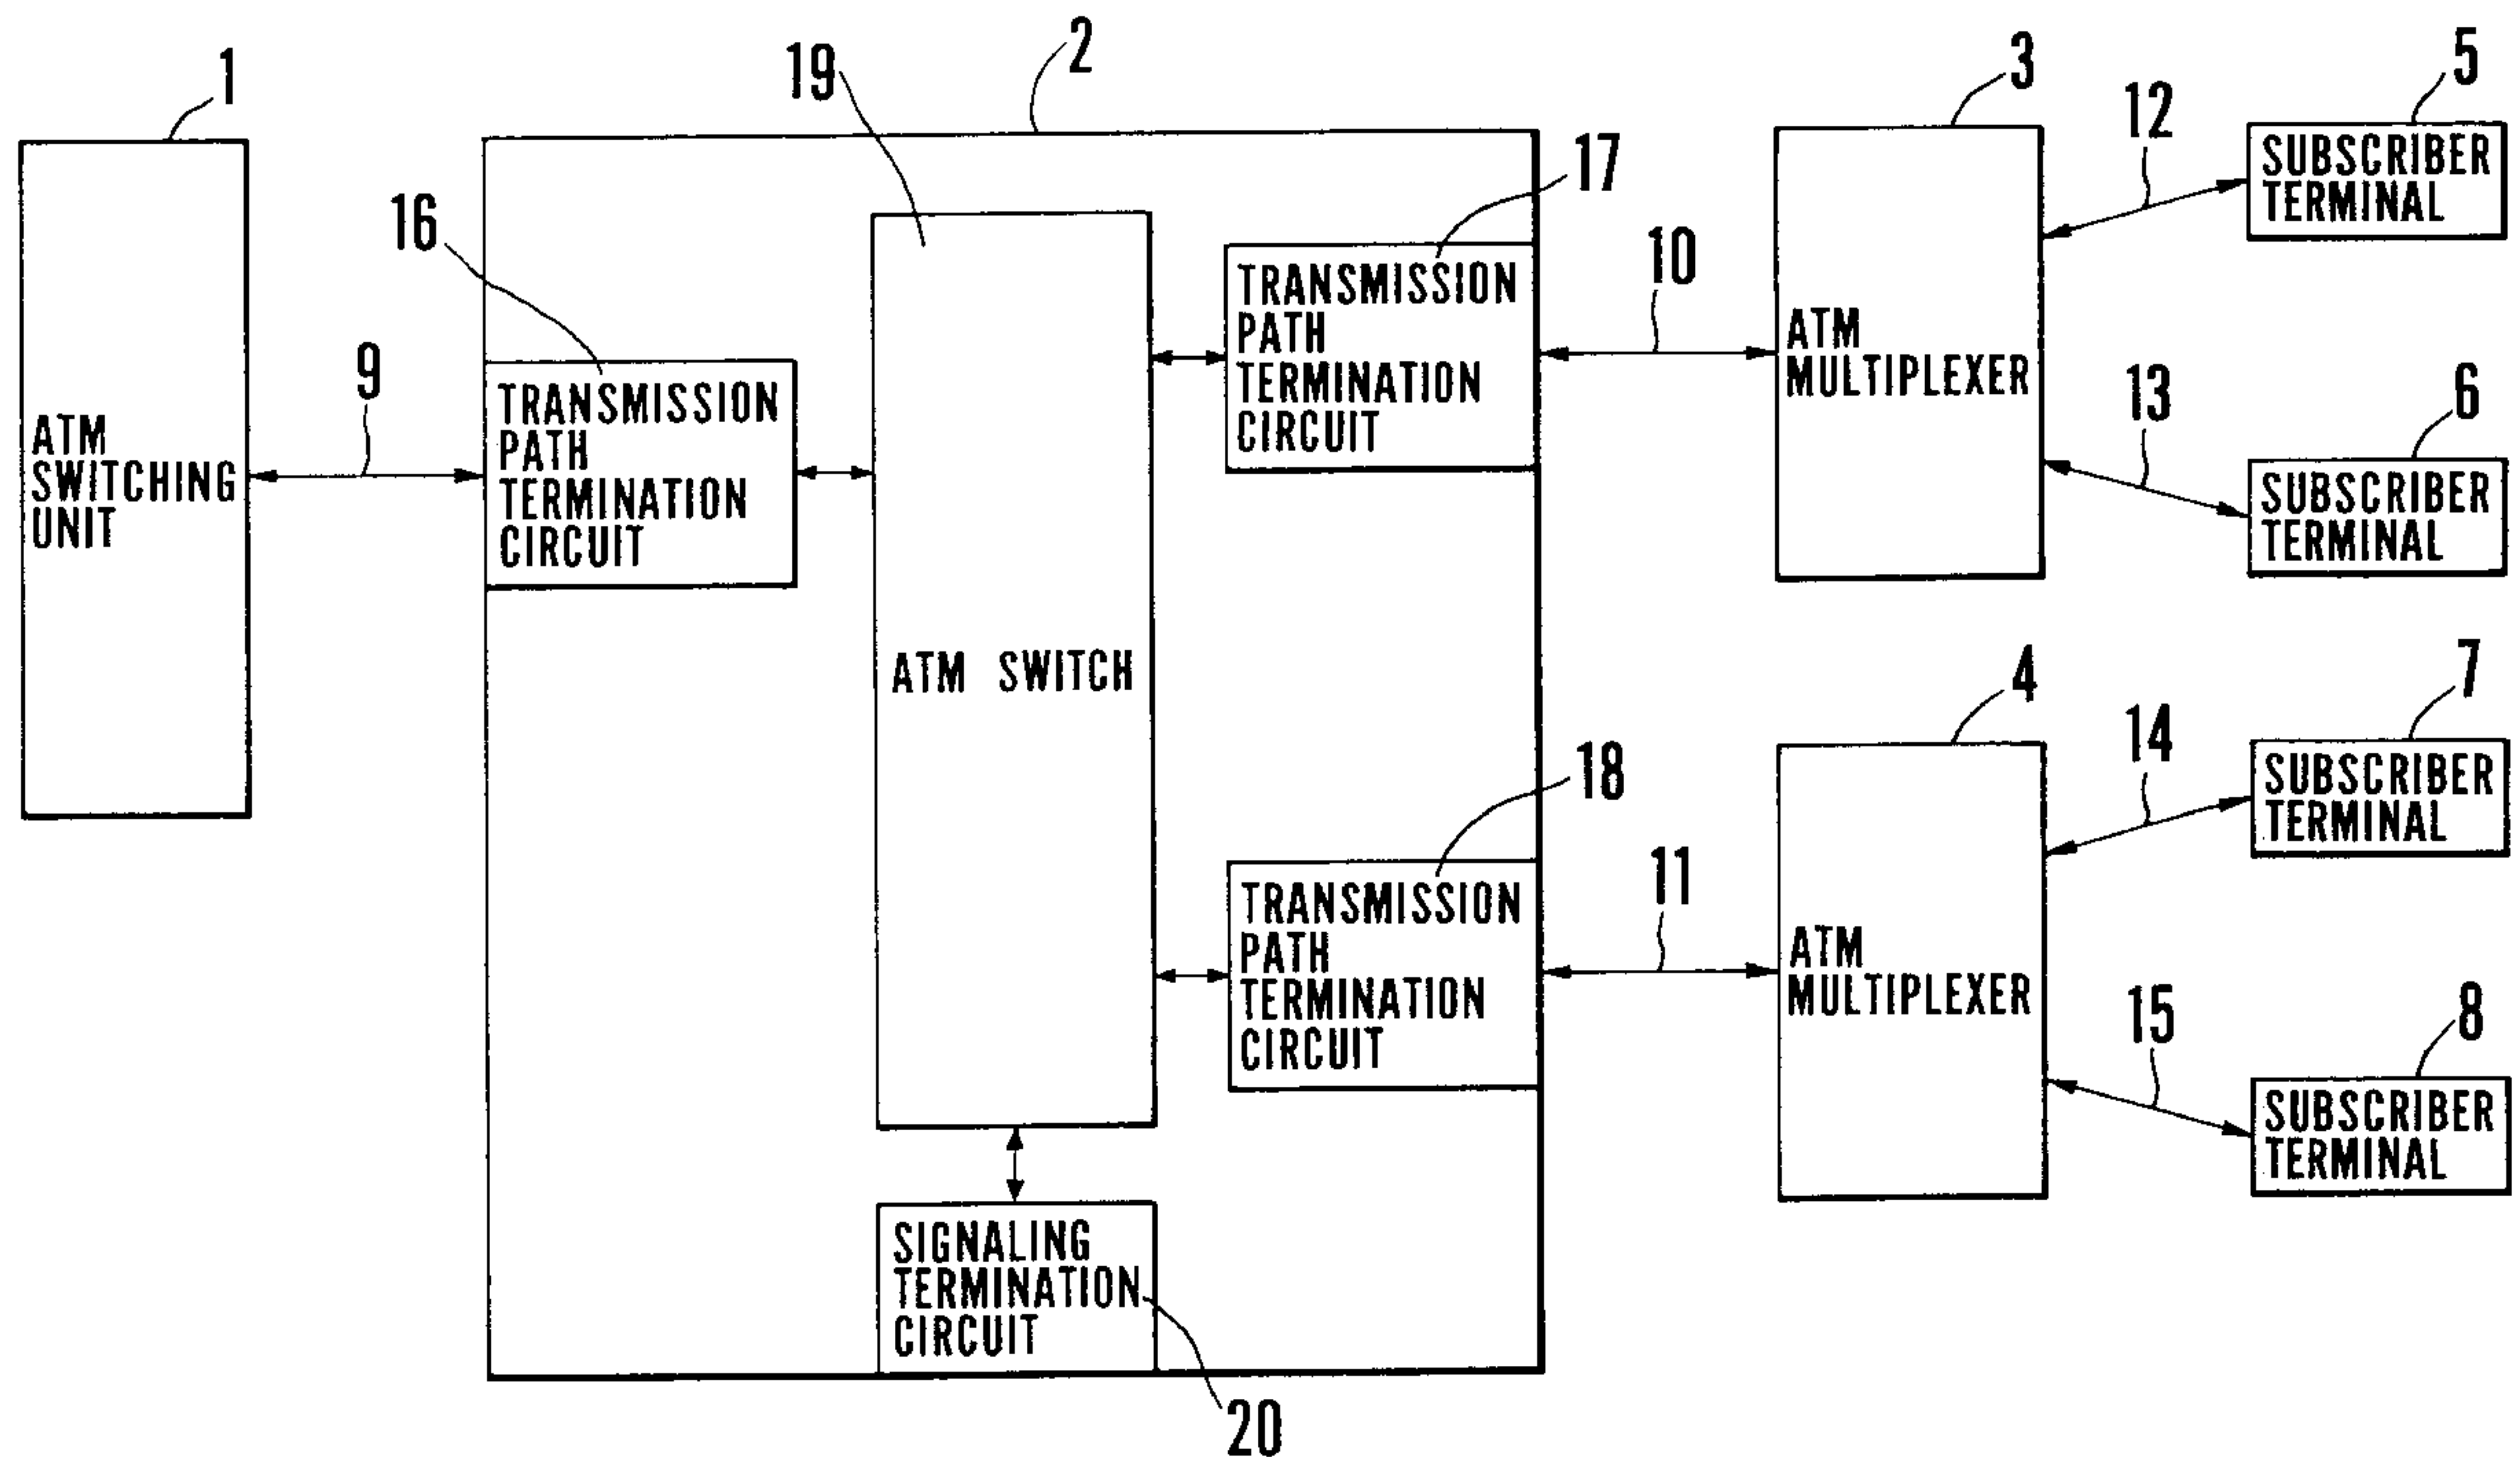 1
ATM
SWITCHING
UNIT
9
2
19
16
TRANSMISSION
PATH
TERMINATION
CIRCUIT
ATM SWITCH
17
TRANSMISSION
PATH
TERMINATION
CIRCUIT
18
TRANSMISSION
PATH
TERMINATION
CIRCUIT
SIGNALING
TERMINATION
CIRCUIT
20
10
11
3
ATM
MULTIPLEXER
4
ATM
MULTIPLEXER
12
13
14
15
5
SUBSCRIBER
TERMINAL
6
SUBSCRIBER
TERMINAL
7
SUBSCRIBER
TERMINAL
8
SUBSCRIBER
TERMINAL